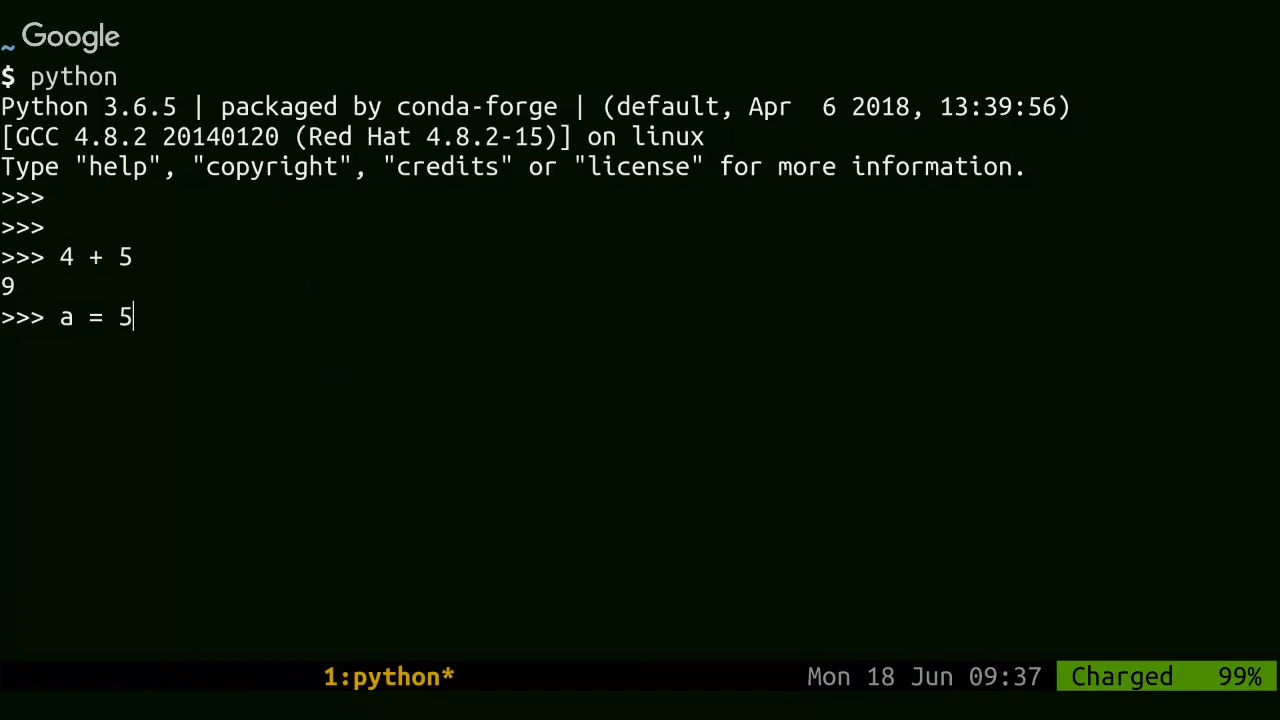 Google
~
$ python
Python 3.6.5 | packaged by conda-forge | (default, Apr  6 2018, 13:39:56)
[GCC 4.8.2 20140120 (Red Hat 4.8.2-15)] on linux
Type "help", "copyright", "credits" or "license" for more information.
>>>
>>>
>>> 4 + 5
9
>>> a = 5
1:python* Mon 18 Jun 09:37 Charged 99%